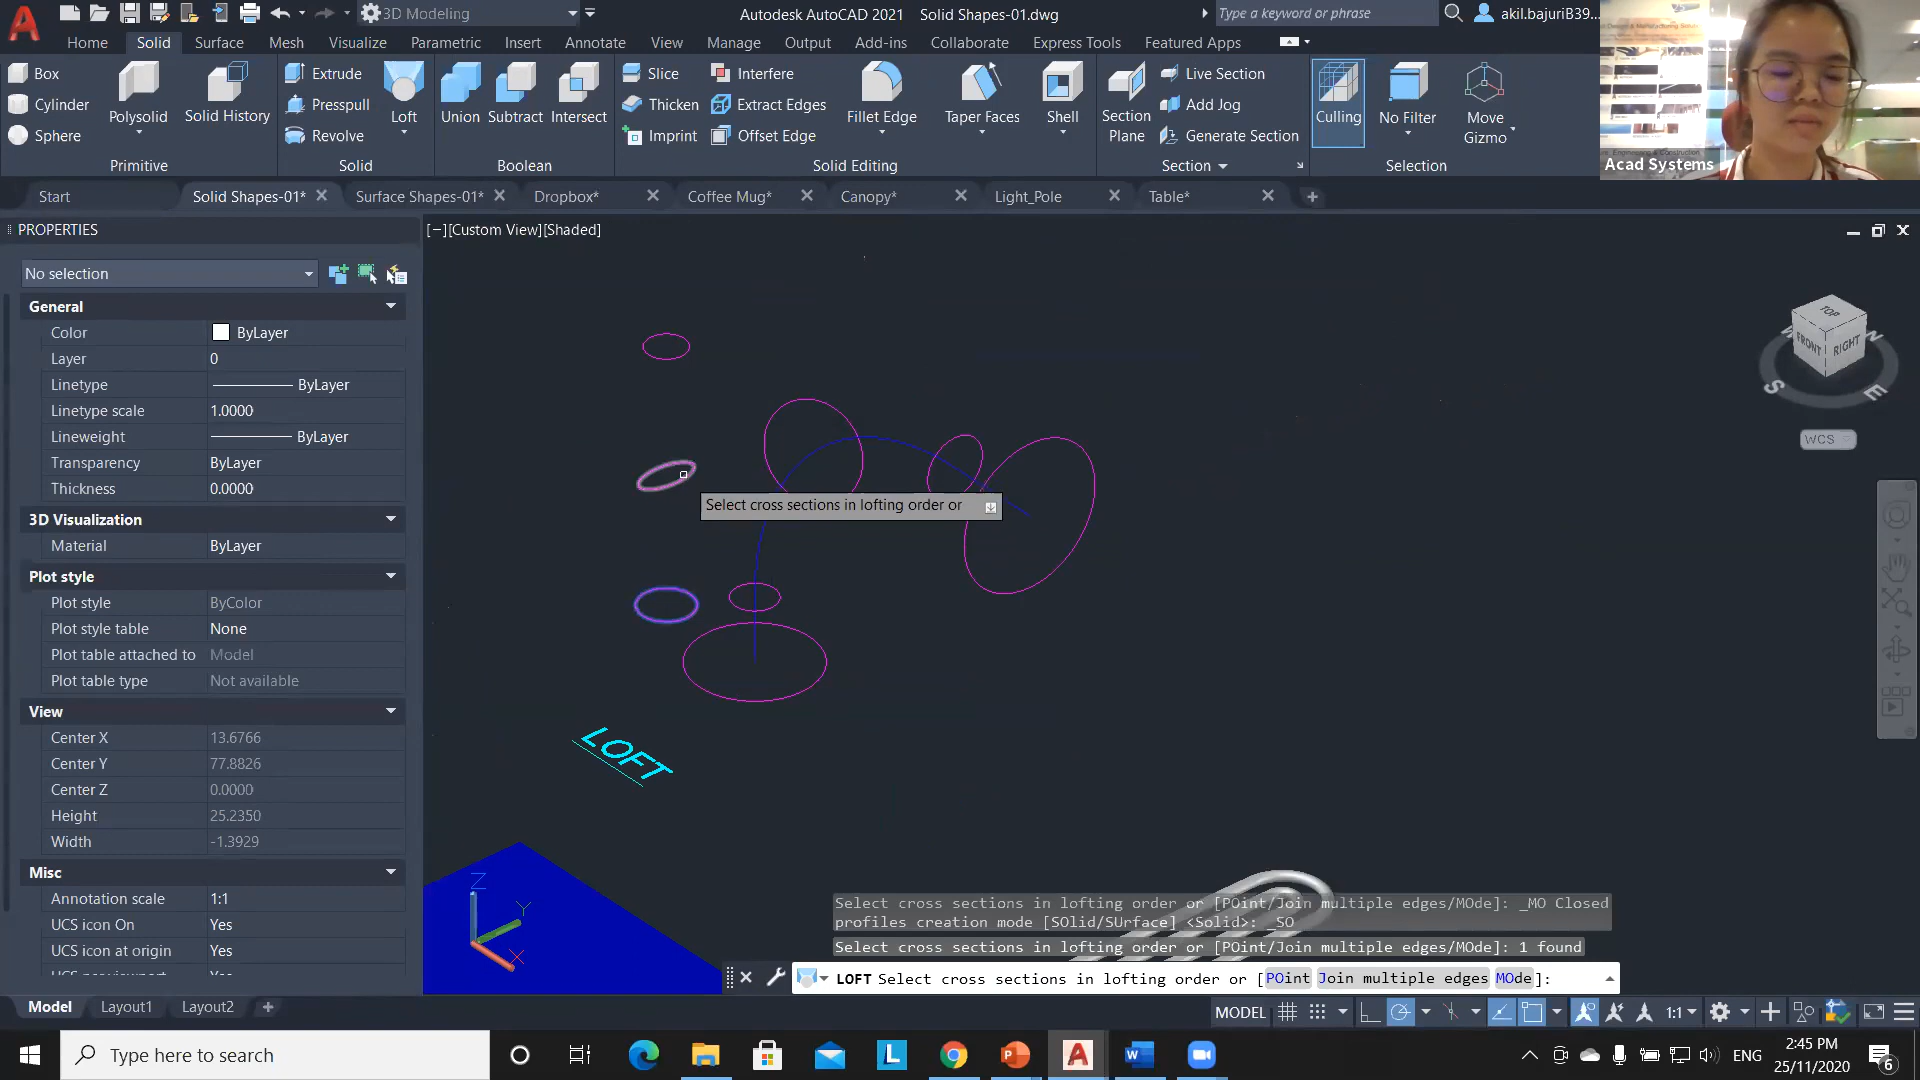 3D Modeling
Autodesk AutoCAD 2021 Solid Shapes-01.dwg
Type a keyword or phrase
akil.bajuriB39...
Home Solid Surface Mesh Visualize Parametric Insert Annotate View Manage Output Add-ins Collaborate Express Tools Featured Apps
Box
Cylinder
Sphere
Polysolid
Solid History
Primitive
Extrude
Presspull
Revolve
Loft
Solid
Union Subtract Intersect
Boolean
Slice
Thicken
Imprint
Interfere
Extract Edges
Offset Edge
Fillet Edge
Taper Faces
Shell
Solid Editing
Section
Plane
Live Section
Add Jog
Generate Section
Section
Culling
No Filter
Move
Gizmo
Selection
Acad Systems
Start
Solid Shapes-01*
Surface Shapes-01*
Dropbox*
Coffee Mug*
Canopy*
Light_Pole
Table*
PROPERTIES
No selection
General
Color ByLayer
Layer 0
Linetype ByLayer
Linetype scale 1.0000
Lineweight ByLayer
Transparency ByLayer
Thickness 0.0000
3D Visualization
Material ByLayer
Plot style
Plot style ByColor
Plot style table None
Plot table attached to Model
Plot table type Not available
View
Center X 13.6766
Center Y 77.8826
Center Z 0.0000
Height 25.2350
Width -1.3929
Misc
Annotation scale 1:1
UCS icon On Yes
UCS icon at origin Yes
[−][Custom View][Shaded]
TOP
FRONT RIGHT
W N
S E
WCS
Select cross sections in lofting order or
LOFT
Z
Y
X
Select cross sections in lofting order or [POint/Join multiple edges/MOde]: _MO Closed
profiles creation mode [SOlid/SUrface] <Solid>: _SO
Select cross sections in lofting order or [POint/Join multiple edges/MOde]: 1 found
LOFT Select cross sections in lofting order or [POint Join multiple edges MOde]:
Model Layout1 Layout2
MODEL
1:1
Type here to search
ENG
2:45 PM
25/11/2020
6